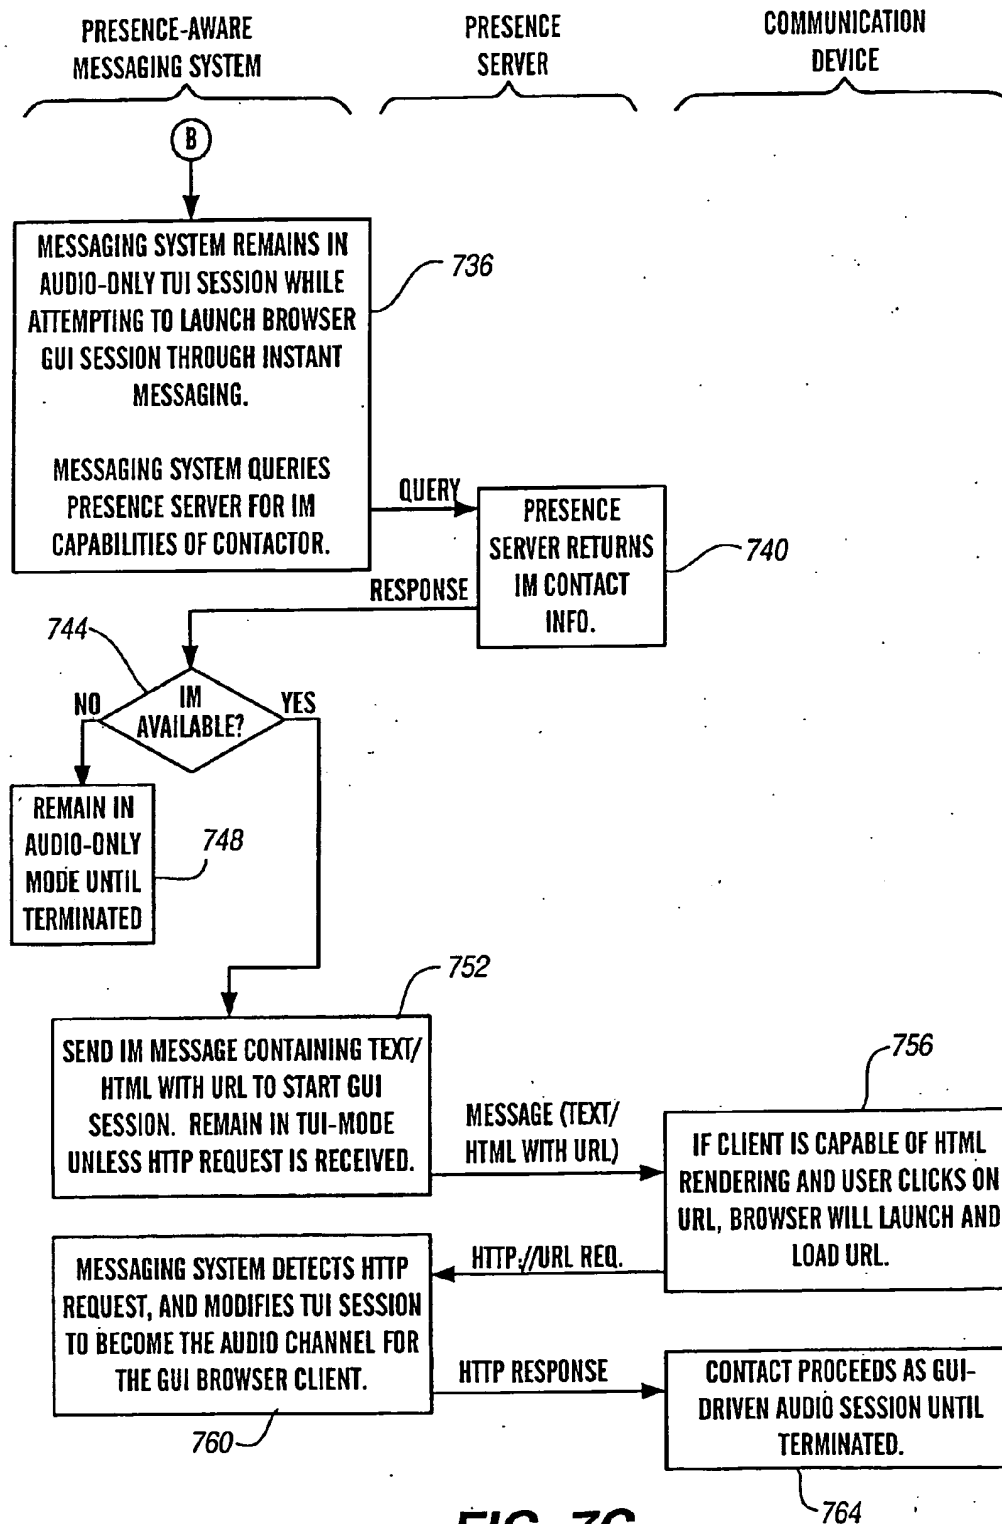 PRESENCE-AWARE
MESSAGING SYSTEM
PRESENCE
SERVER
COMMUNICATION
DEVICE
B
MESSAGING SYSTEM REMAINS IN
AUDIO-ONLY TUI SESSION WHILE
ATTEMPTING TO LAUNCH BROWSER
GUI SESSION THROUGH INSTANT
MESSAGING.
MESSAGING SYSTEM QUERIES
PRESENCE SERVER FOR IM
CAPABILITIES OF CONTACTOR.
736
QUERY
PRESENCE
SERVER RETURNS
IM CONTACT
INFO.
740
RESPONSE
744
NO
IM
AVAILABLE?
YES
REMAIN IN
AUDIO-ONLY
MODE UNTIL
TERMINATED
748
752
SEND IM MESSAGE CONTAINING TEXT/
HTML WITH URL TO START GUI
SESSION. REMAIN IN TUI-MODE
UNLESS HTTP REQUEST IS RECEIVED.
MESSAGE (TEXT/
HTML WITH URL)
756
IF CLIENT IS CAPABLE OF HTML
RENDERING AND USER CLICKS ON
URL, BROWSER WILL LAUNCH AND
LOAD URL.
HTTP://URL REQ.
MESSAGING SYSTEM DETECTS HTTP
REQUEST, AND MODIFIES TUI SESSION
TO BECOME THE AUDIO CHANNEL FOR
THE GUI BROWSER CLIENT.
760
HTTP RESPONSE
CONTACT PROCEEDS AS GUI-
DRIVEN AUDIO SESSION UNTIL
TERMINATED.
764
FIG. 7C